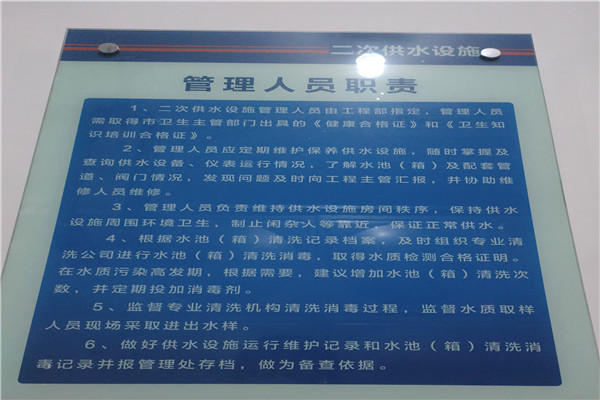 二次供水设施
管理人员职责
1、二次供水设施管理人员由工程部指定，管理人员
需取得市卫生主管部门出具的《健康合格证》和《卫生知
识培训合格证》。
2、管理人员应定期维护保养供水设施，随时掌握及
查询供水设备、仪表运行情况，了解水池（箱）及配套管
道、阀门情况，发现问题及时向工程主管汇报，并协助维
修人员维修。
3、管理人员负责维持供水设施房间秩序，保持供水
设施周围环境卫生，制止闲杂人等靠近，保证正常供水。
4、根据水池（箱）清洗记录档案，及时组织专业清
洗公司进行水池（箱）清洗消毒，取得水质检测合格证明。
在水质污染高发期，根据需要，建议增加水池（箱）清洗次
数，并定期投加消毒剂。
5、监督专业清洗机构清洗消毒过程，监督水质取样
人员现场采取进出水样。
6、做好供水设施运行维护记录和水池（箱）清洗消
毒记录并报管理处存档，做为备查依据。